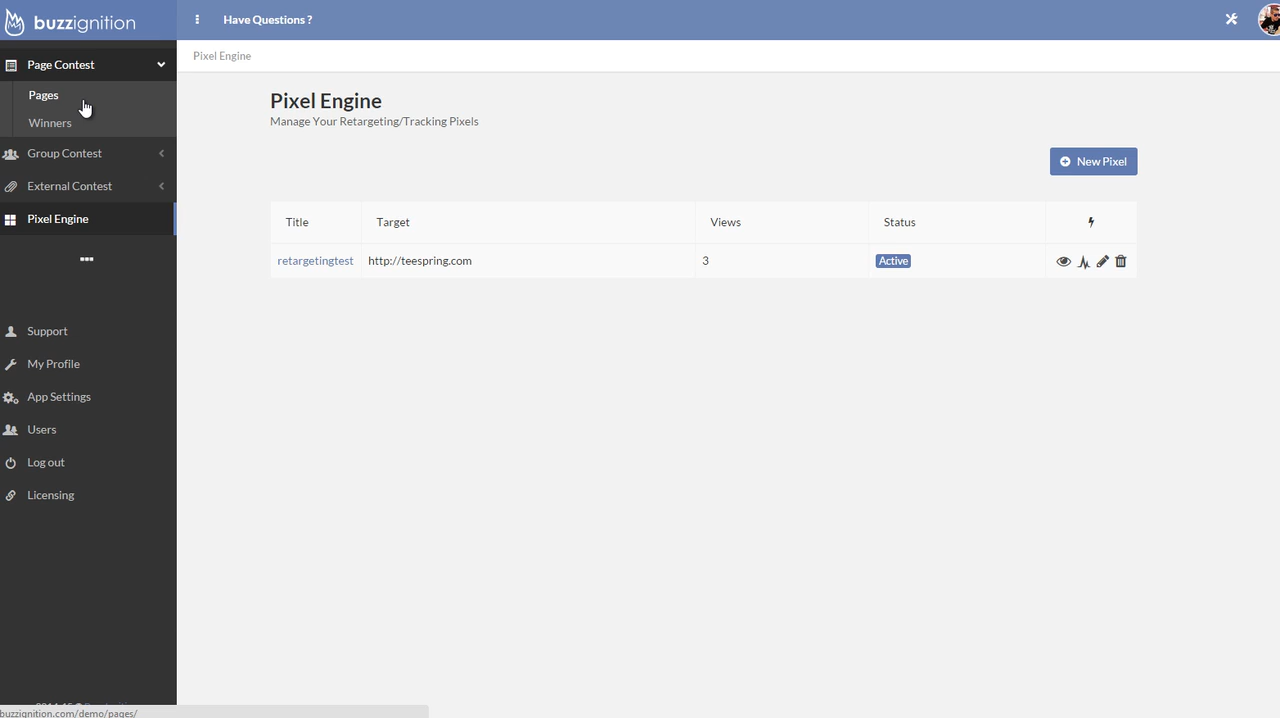 buzzignition
Have Questions ?
Page Contest
Pages
Winners
Group Contest
External Contest
Pixel Engine
Support
My Profile
App Settings
Users
Log out
Licensing
Pixel Engine
Pixel Engine
Manage Your Retargeting/Tracking Pixels
New Pixel
Title Target Views Status
retargetingtest http://teespring.com 3 Active
buzzignition.com/demo/pages/